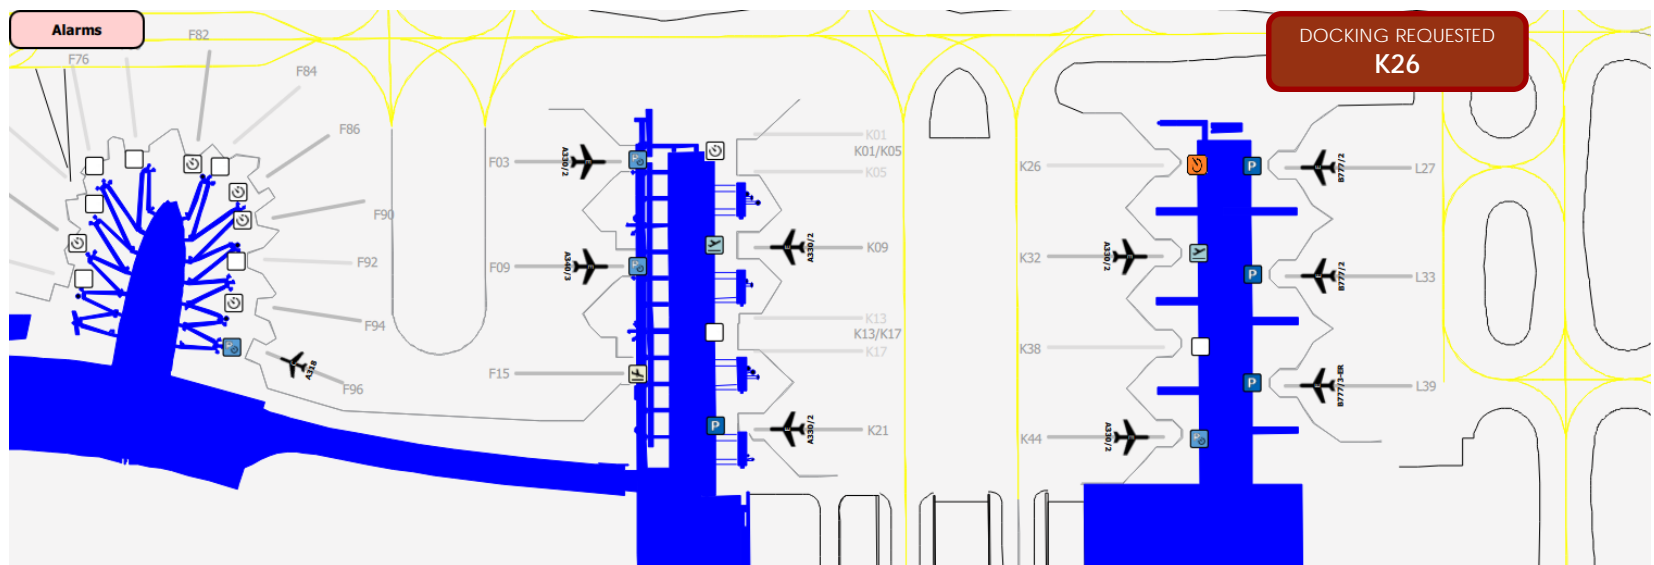 Alarms
DOCKING REQUESTED
K26
F76
F82
F84
F86
F90
F92
F94
F96
A318
F03
A330/2
F09
A340/3
F15
K01
K01/K05
K05
K09
A330/2
K13
K13/K17
K17
K21
A330/2
K26
K32
A330/2
K38
K44
A330/2
L27
B777/2
L33
B777/2
L39
B777/3-ER
P
P
P
P